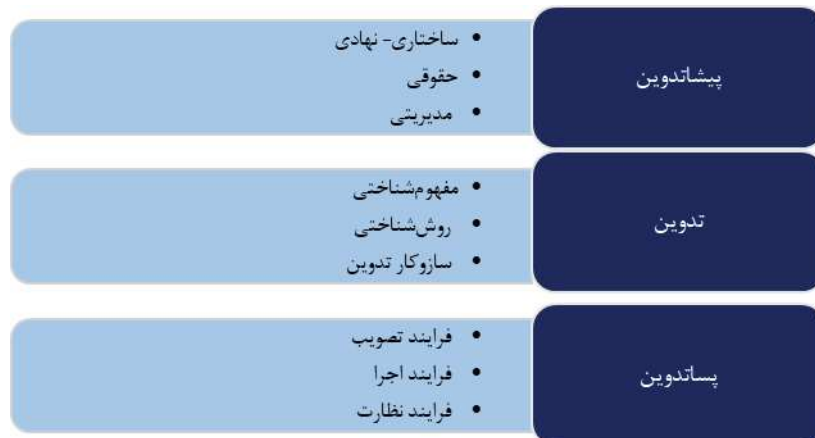 پیشاتدوین
• ساختاری- نهادی
• حقوقی
• مدیریتی
تدوین
• مفهوم‌شناختی
• روش‌شناختی
• سازوکار تدوین
پساتدوین
• فرایند تصویب
• فرایند اجرا
• فرایند نظارت